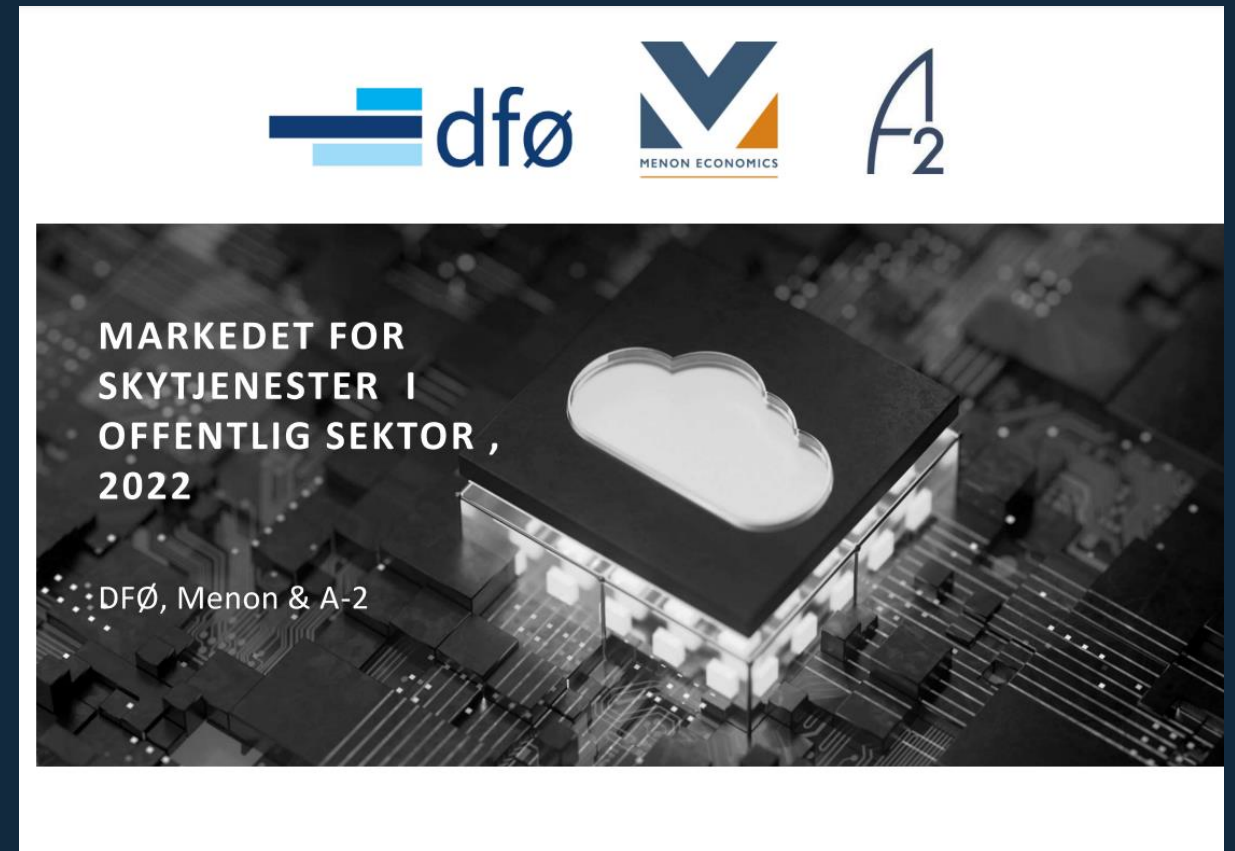 dfø
MENON ECONOMICS
A2
MARKEDET FOR
SKYTJENESTER I
OFFENTLIG SEKTOR ,
2022
DFØ, Menon & A-2